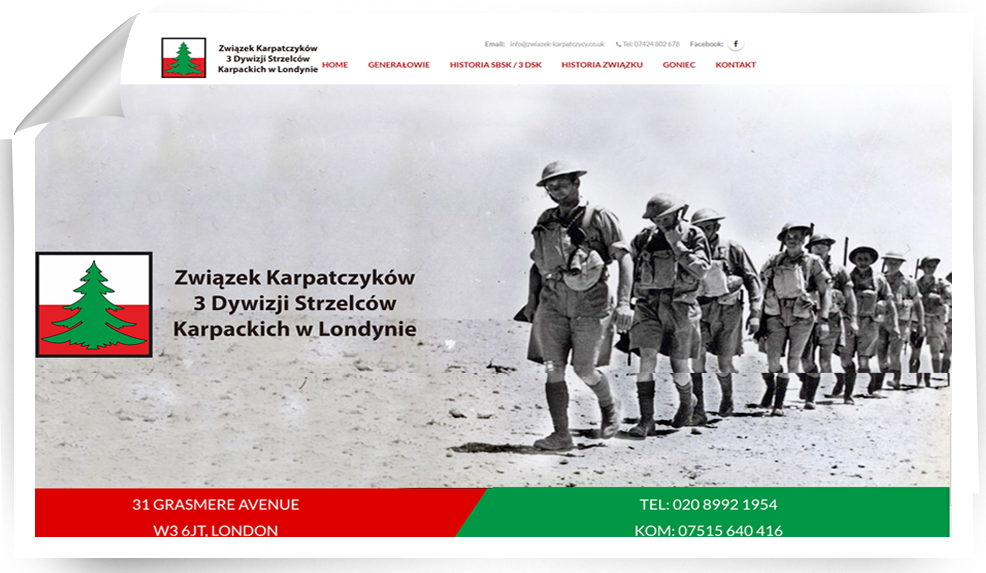 Email: info@zwiazek-karpatczycy.co.uk Tel: 07424 802 678 Facebook:
Związek Karpatczyków
3 Dywizji Strzelców
Karpackich w Londynie
HOME GENERAŁOWIE HISTORIA SBSK / 3 DSK HISTORIA ZWIĄZKU GONIEC KONTAKT
Związek Karpatczyków
3 Dywizji Strzelców
Karpackich w Londynie
31 GRASMERE AVENUE
W3 6JT, LONDON
TEL: 020 8992 1954
KOM: 07515 640 416